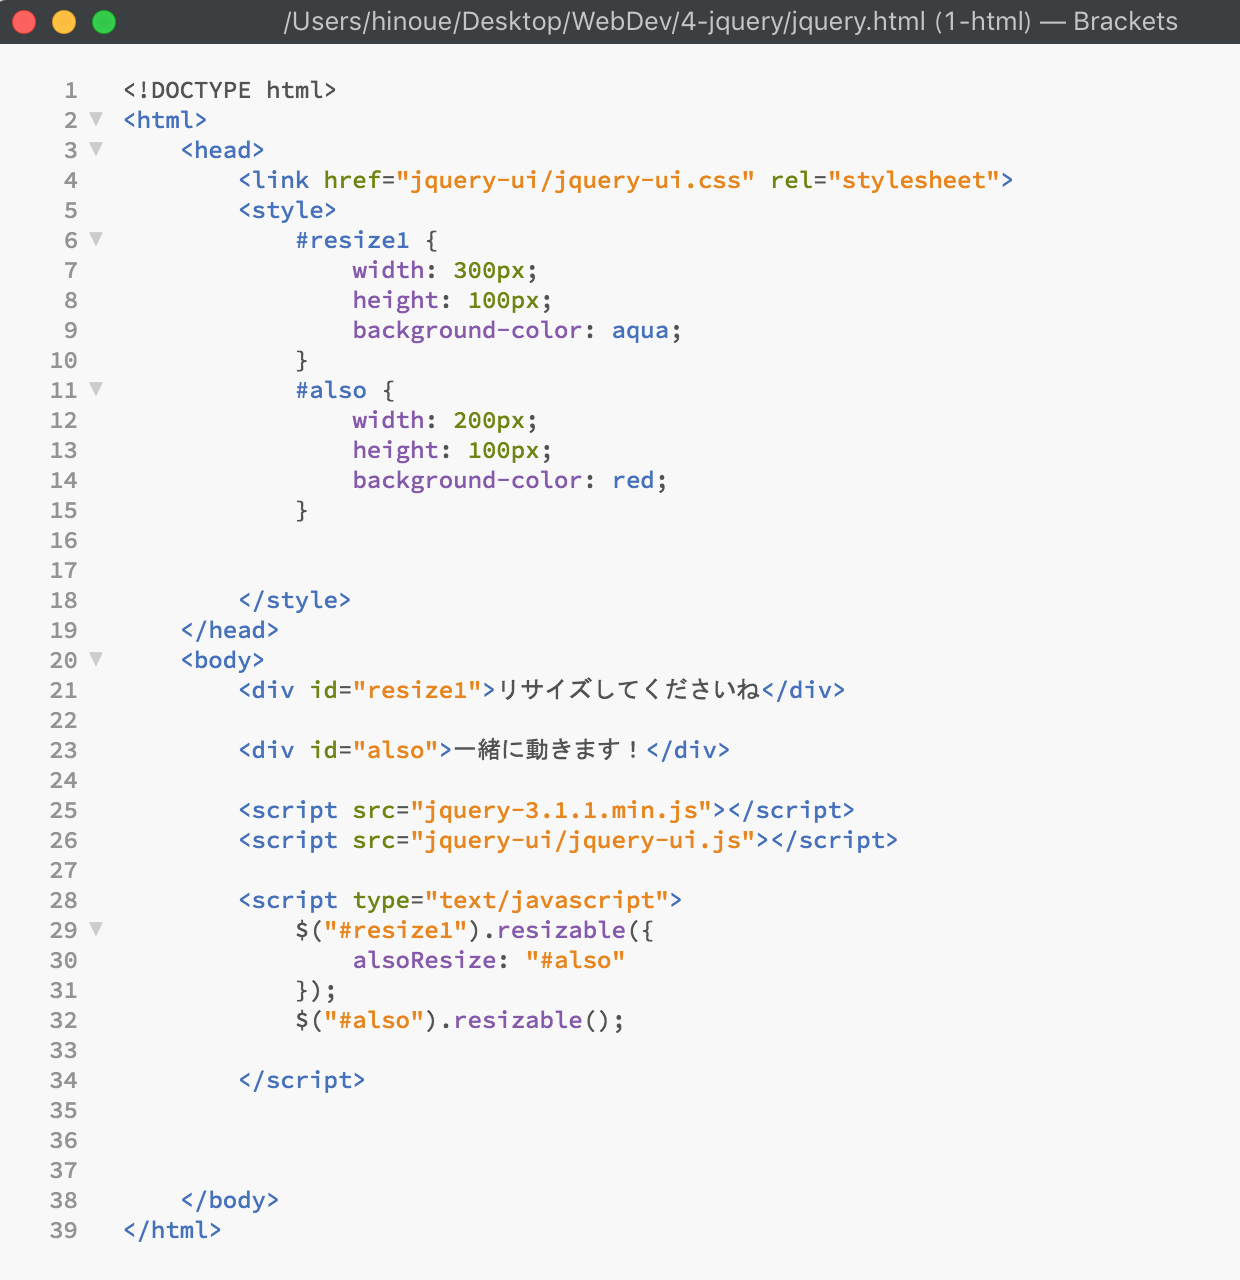 /Users/hinoue/Desktop/WebDev/4-jquery/jquery.html (1-html) — Brackets
1 <!DOCTYPE html>
2 <html>
3 <head>
4 <link href="jquery-ui/jquery-ui.css" rel="stylesheet">
5 <style>
6 #resize1 {
7 width: 300px;
8 height: 100px;
9 background-color: aqua;
10 }
11 #also {
12 width: 200px;
13 height: 100px;
14 background-color: red;
15 }
16
17
18 </style>
19 </head>
20 <body>
21 <div id="resize1">リサイズしてくださいね</div>
22
23 <div id="also">一緒に動きます！</div>
24
25 <script src="jquery-3.1.1.min.js"></script>
26 <script src="jquery-ui/jquery-ui.js"></script>
27
28 <script type="text/javascript">
29 $("#resize1").resizable({
30 alsoResize: "#also"
31 });
32 $("#also").resizable();
33
34 </script>
35
36
37
38 </body>
39 </html>